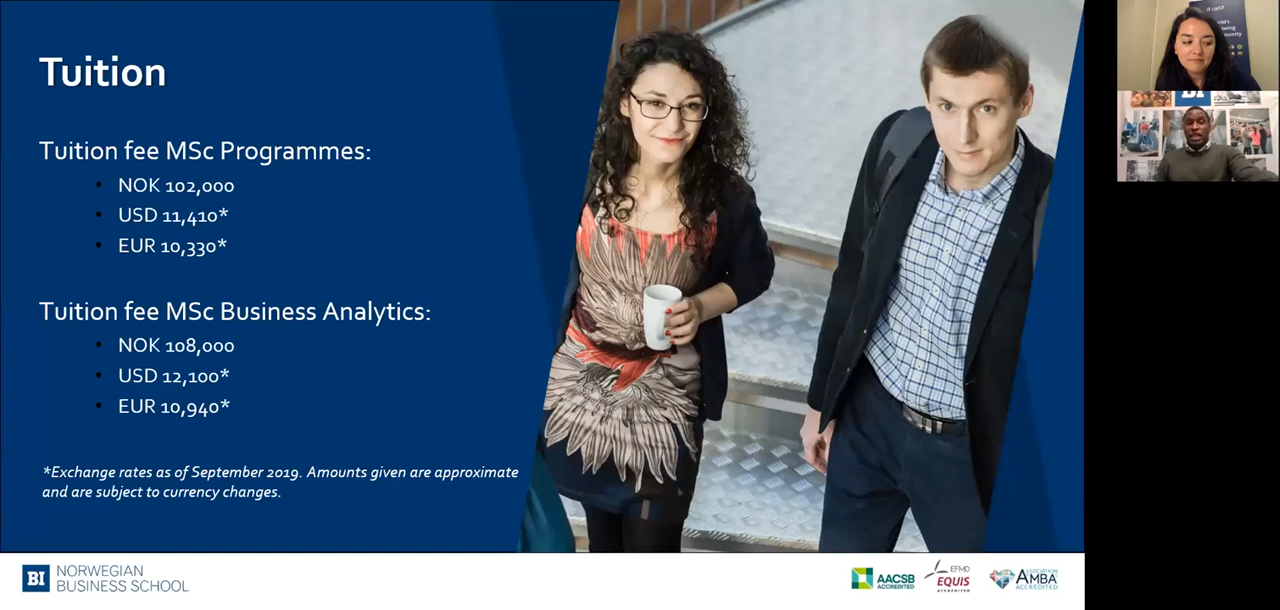 Tuition
Tuition fee MSc Programmes:
• NOK 102,000
• USD 11,410*
• EUR 10,330*
Tuition fee MSc Business Analytics:
• NOK 108,000
• USD 12,100*
• EUR 10,940*
*Exchange rates as of September 2019. Amounts given are approximate
and are subject to currency changes.
BI NORWEGIAN
BUSINESS SCHOOL
AACSB
ACCREDITED
EFMD
EQUIS
ACCREDITED
ASSOCIATION
AMBA
ACCREDITED
BI